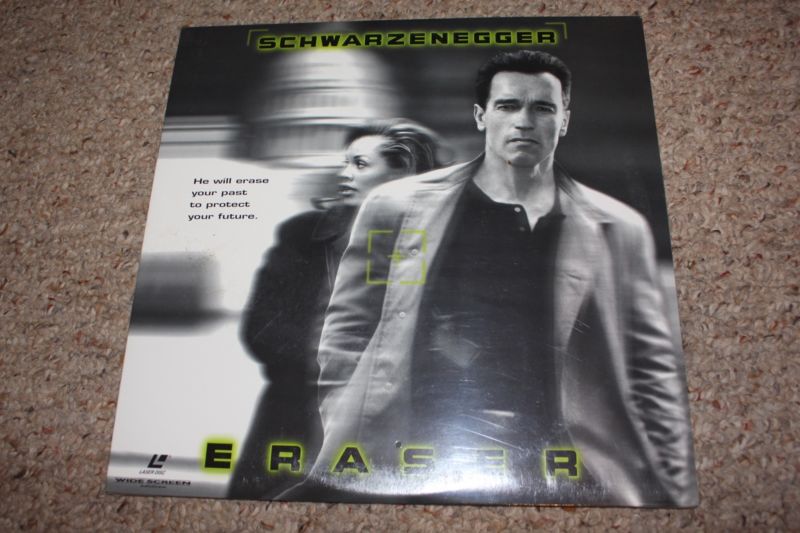 SCHWARZENEGGER
He will erase
your past
to protect
your future.
ERASER
LASER DISC
WIDE SCREEN